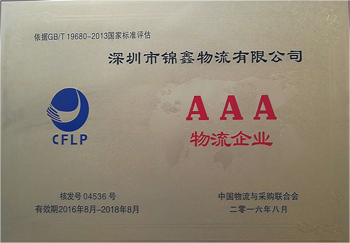 依据GB/T 19680-2013国家标准评估
深圳市锦鑫物流有限公司
CFLP
AAA
物流企业
核发号 04536 号
有效期2016年8月-2018年8月
中国物流与采购联合会
二零一六年八月